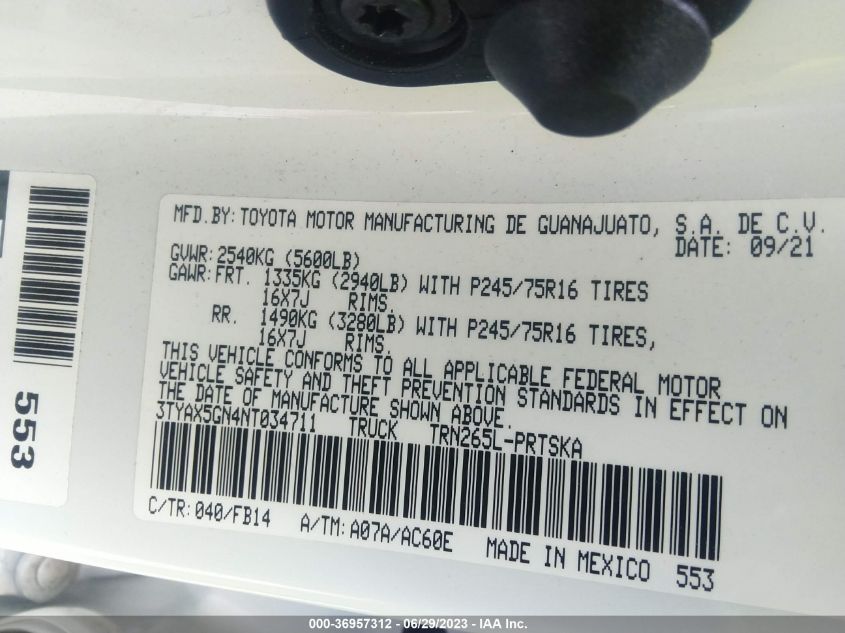 MFD.BY: TOYOTA MOTOR MANUFACTURING DE GUANAJUATO, S.A. DE C.V.
DATE: 09/21
GVWR: 2540KG (5600LB)
GAWR: FRT. 1335KG (2940LB) WITH P245/75R16 TIRES
16X7J RIMS.
RR. 1490KG (3280LB) WITH P245/75R16 TIRES,
16X7J RIMS.
THIS VEHICLE CONFORMS TO ALL APPLICABLE FEDERAL MOTOR
VEHICLE SAFETY AND THEFT PREVENTION STANDARDS IN EFFECT ON
THE DATE OF MANUFACTURE SHOWN ABOVE.
3TYAX5GN4NT034711 TRUCK TRN265L-PRTSKA
C/TR: 040/FB14 A/TM: A07A/AC60E MADE IN MEXICO 553
553
000-36957312 - 06/29/2023 - IAA Inc.